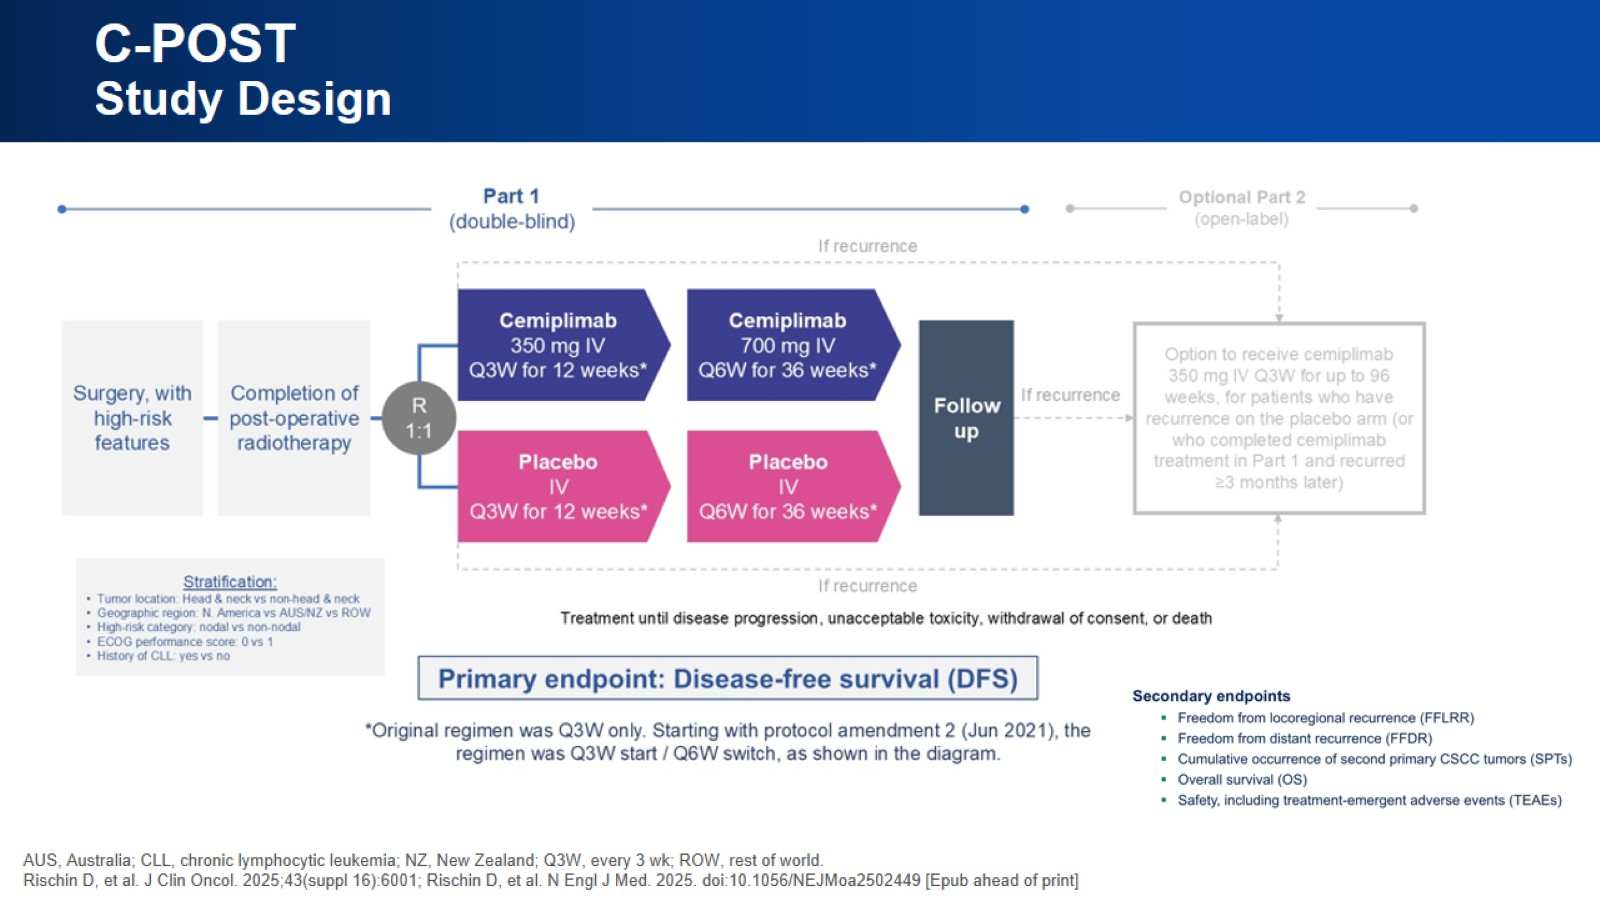 C-POST
Study Design
Part 1
(double-blind)
Optional Part 2
(open-label)
If recurrence
Surgery, with
high-risk
features
Completion of
post-operative
radiotherapy
R
1:1
Cemiplimab
350 mg IV
Q3W for 12 weeks*
Cemiplimab
700 mg IV
Q6W for 36 weeks*
Placebo
IV
Q3W for 12 weeks*
Placebo
IV
Q6W for 36 weeks*
Follow
up
If recurrence
Option to receive cemiplimab
350 mg IV Q3W for up to 96
weeks, for patients who have
recurrence on the placebo arm (or
who completed cemiplimab
treatment in Part 1 and recurred
≥3 months later)
If recurrence
Stratification:
• Tumor location: Head & neck vs non-head & neck
• Geographic region: N. America vs AUS/NZ vs ROW
• High-risk category: nodal vs non-nodal
• ECOG performance score: 0 vs 1
• History of CLL: yes vs no
Treatment until disease progression, unacceptable toxicity, withdrawal of consent, or death
Primary endpoint: Disease-free survival (DFS)
*Original regimen was Q3W only. Starting with protocol amendment 2 (Jun 2021), the
regimen was Q3W start / Q6W switch, as shown in the diagram.
Secondary endpoints
▪ Freedom from locoregional recurrence (FFLRR)
▪ Freedom from distant recurrence (FFDR)
▪ Cumulative occurrence of second primary CSCC tumors (SPTs)
▪ Overall survival (OS)
▪ Safety, including treatment-emergent adverse events (TEAEs)
AUS, Australia; CLL, chronic lymphocytic leukemia; NZ, New Zealand; Q3W, every 3 wk; ROW, rest of world.
Rischin D, et al. J Clin Oncol. 2025;43(suppl 16):6001; Rischin D, et al. N Engl J Med. 2025. doi:10.1056/NEJMoa2502449 [Epub ahead of print]